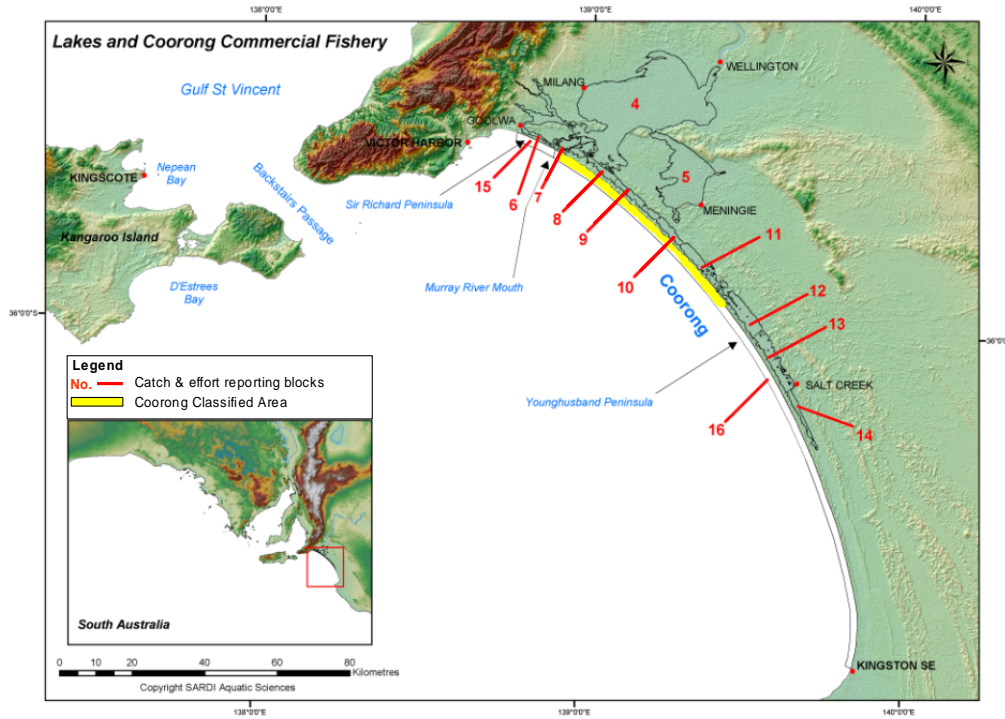 138°0'0"E
139°0'0"E
140°0'0"E
Lakes and Coorong Commercial Fishery
WELLINGTON
Gulf St Vincent
MILANG
4
GOOLWA
VICTOR HARBOR
KINGSCOTE
Nepean
Bay
Backstairs Passage
15
6
7
5
Sir Richard Peninsula
8
MENINGIE
9
11
Kangaroo Island
Murray River Mouth
10
D'Estrees
Bay
Coorong
12
36°0'0"S
13
36°0'0"
Legend
No.
Catch & effort reporting blocks
Coorong Classified Area
SALT CREEK
Younghusband Peninsula
16
14
South Australia
0 10 20 40 60 80
Kilometres
Copyright SARDI Aquatic Sciences
KINGSTON SE
138°0'0"E
139°0'0"E
140°0'0"E